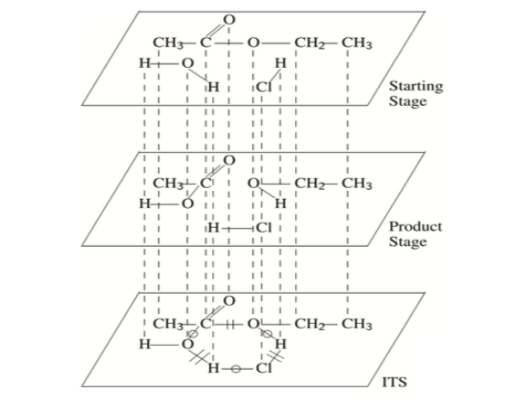 O
CH₃ C O CH₂ CH₃
H O H
H Cl
Starting
Stage
O
CH₃ C O CH₂ CH₃
H O H
H Cl
Product
Stage
O
CH₃ C O CH₂ CH₃
H O H
H Cl
ITS